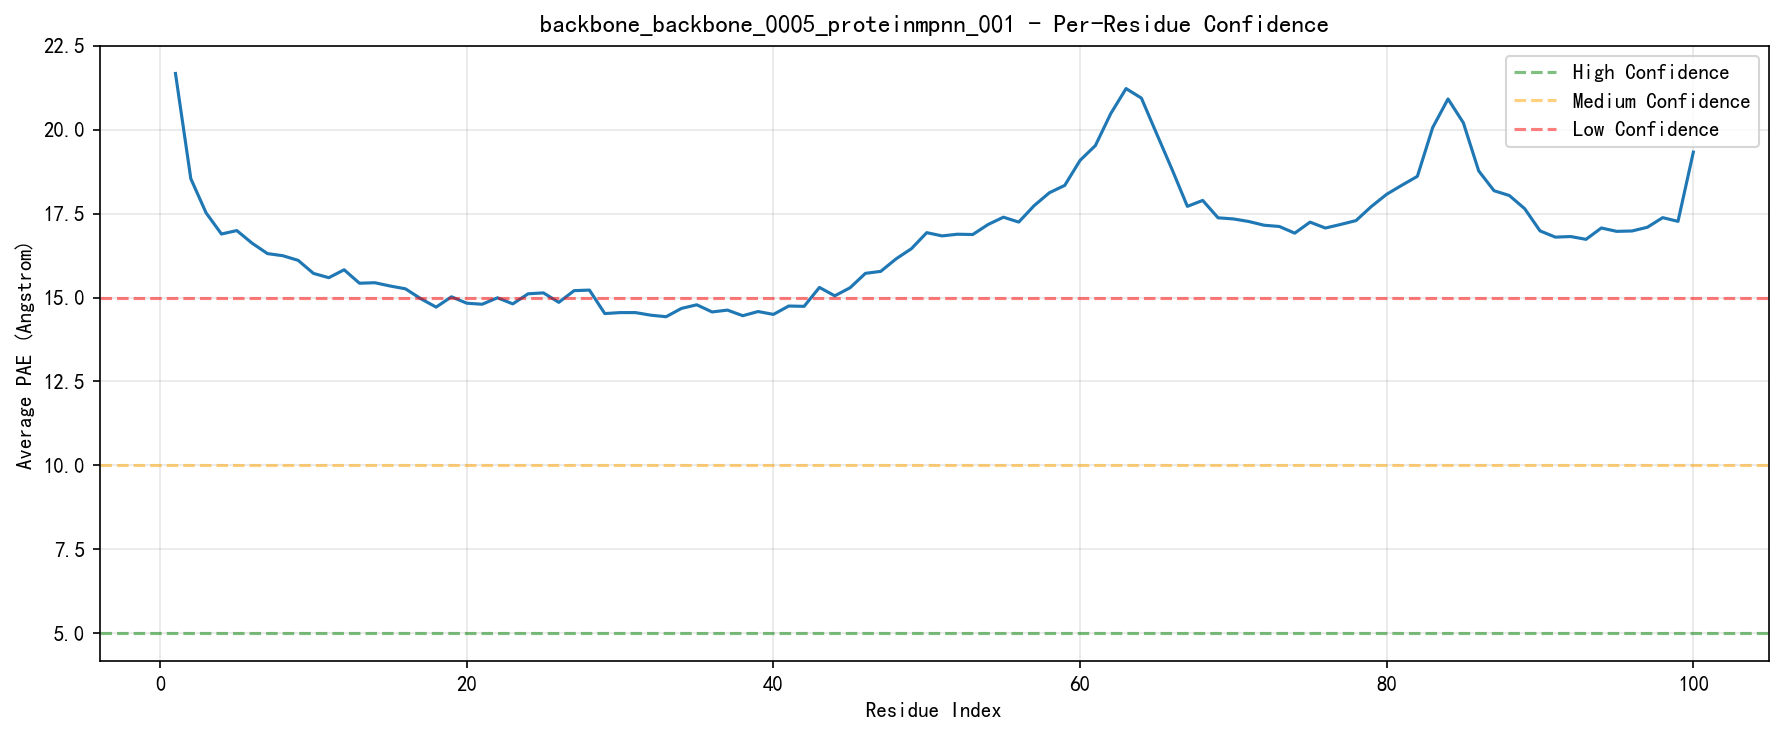 backbone_backbone_0005_proteinmpnn_001 - Per-Residue Confidence
High Confidence
Medium Confidence
Low Confidence
22.5
20.0
17.5
15.0
12.5
10.0
7.5
5.0
Average PAE (Angstrom)
0 20 40 60 80 100
Residue Index